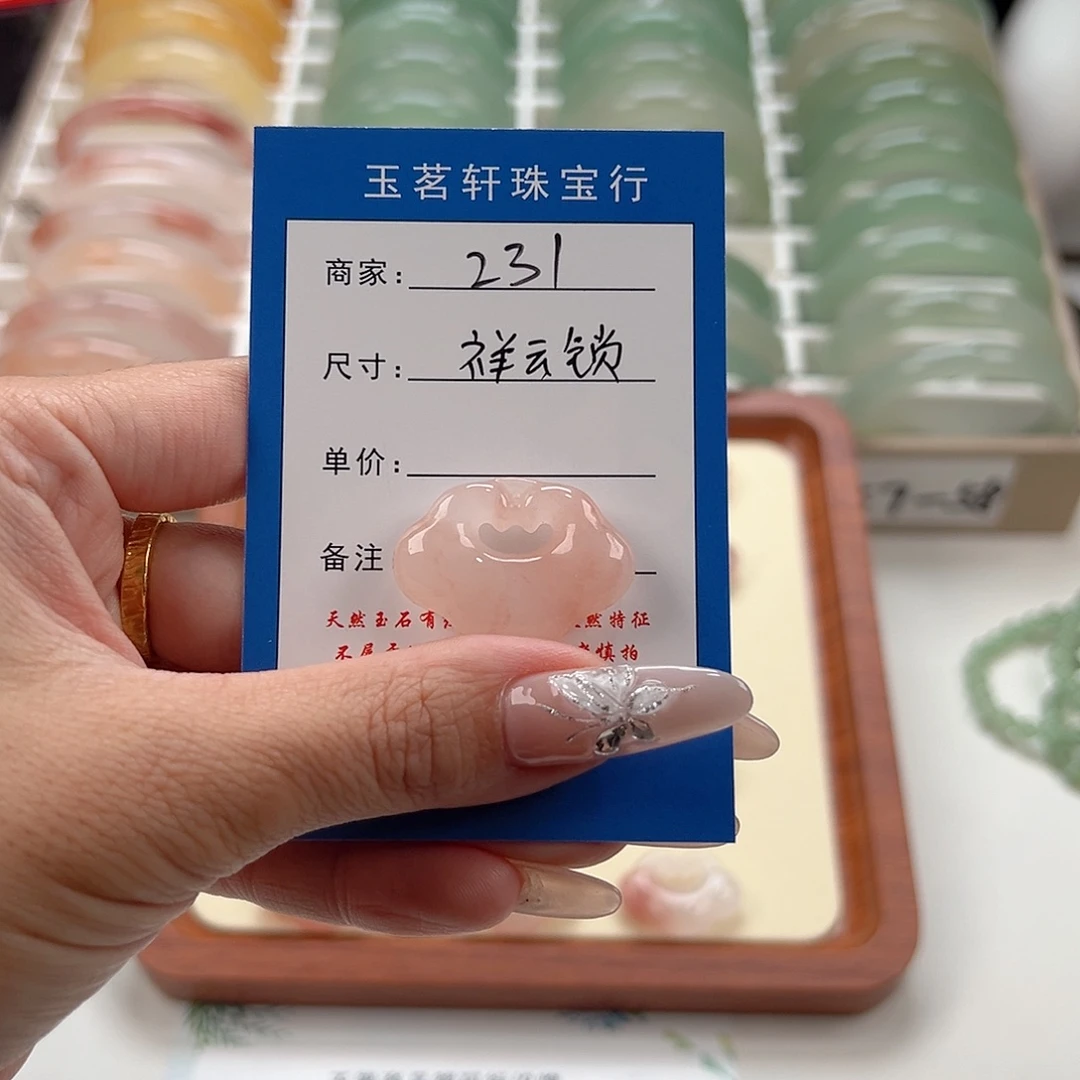 玉茗轩珠宝行
商家： 231
尺寸： 祥云锁
单价：
备注
天然玉石有 然特征
慎拍